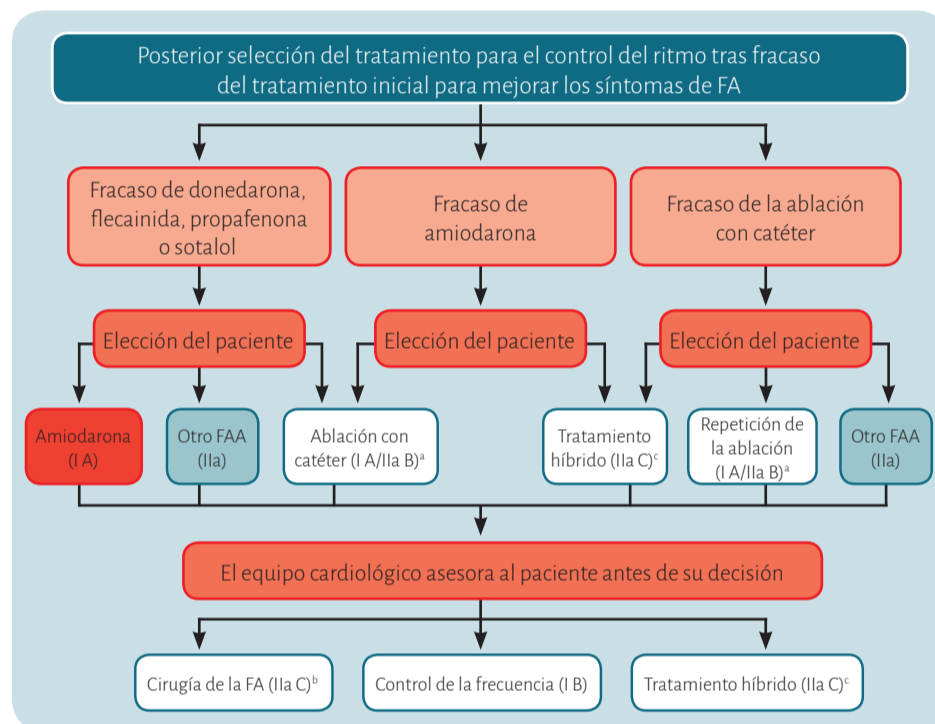 Posterior selección del tratamiento para el control del ritmo tras fracaso
del tratamiento inicial para mejorar los síntomas de FA
Fracaso de donedarona,
flecainida, propafenona
o sotalol
Fracaso de
amiodarona
Fracaso de la ablación
con catéter
Elección del paciente
Elección del paciente
Elección del paciente
Amiodarona
(I A)
Otro FAA
(IIa)
Ablación con
catéter (I A/IIa B)ᵃ
Tratamiento
híbrido (IIa C)ᶜ
Repetición de
la ablación
(I A/IIa B)ᵃ
Otro FAA
(IIa)
El equipo cardiológico asesora al paciente antes de su decisión
Cirugía de la FA (IIa C)ᵇ
Control de la frecuencia (I B)
Tratamiento híbrido (IIa C)ᶜ